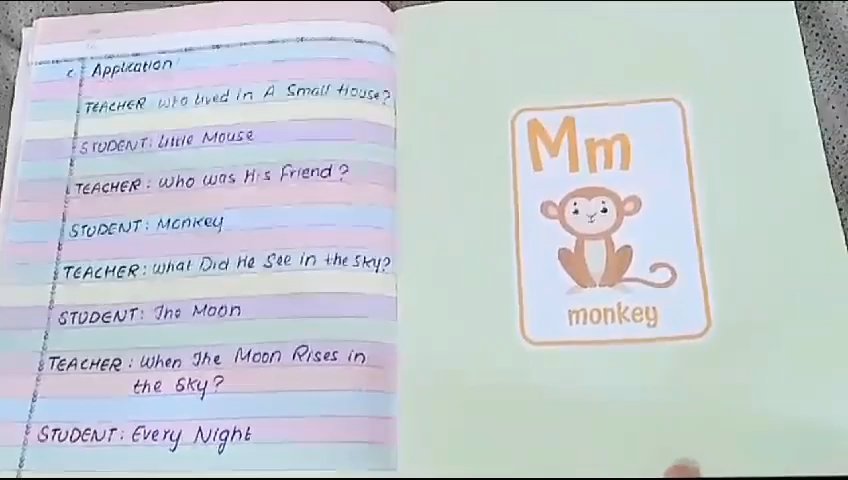 c Application
TEACHER Who lived in A Small House?
STUDENT: Little Mouse
TEACHER: Who was His Friend?
STUDENT: Monkey
TEACHER: What Did He See in the Sky?
STUDENT: The Moon
TEACHER: When The Moon Rises in
the Sky?
STUDENT: Every Night
Mm
monkey